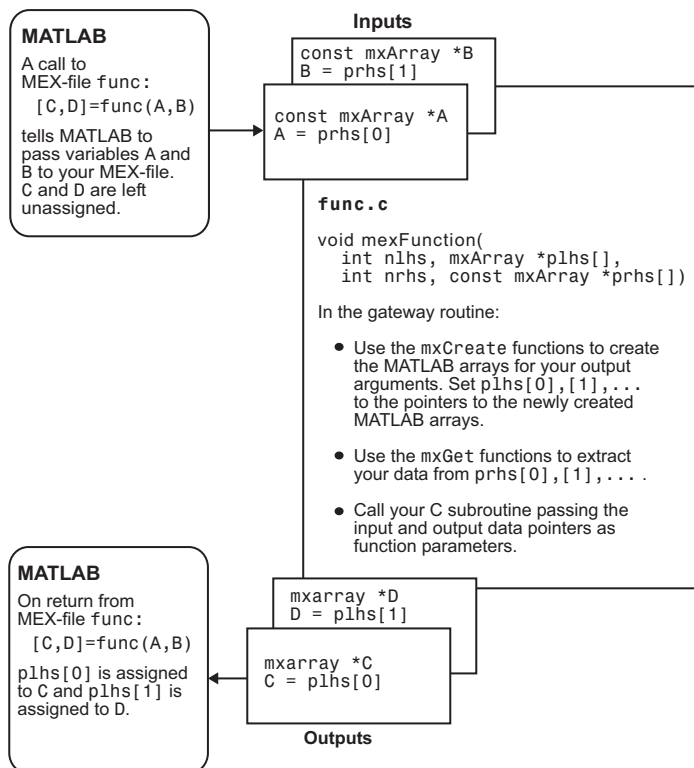 MATLAB
A call to
MEX-file func:
[C,D]=func(A,B)
tells MATLAB to
pass variables A and
B to your MEX-file.
C and D are left
unassigned.
Inputs
const mxArray *B
B = prhs[1]
const mxArray *A
A = prhs[0]
func.c
void mexFunction(
int nlhs, mxArray *plhs[],
int nrhs, const mxArray *prhs[])
In the gateway routine:
• Use the mxCreate functions to create
the MATLAB arrays for your output
arguments. Set plhs[0],[1],...
to the pointers to the newly created
MATLAB arrays.
• Use the mxGet functions to extract
your data from prhs[0],[1],... .
• Call your C subroutine passing the
input and output data pointers as
function parameters.
MATLAB
On return from
MEX-file func:
[C,D]=func(A,B)
plhs[0] is assigned
to C and plhs[1] is
assigned to D.
mxarray *D
D = plhs[1]
mxarray *C
C = plhs[0]
Outputs